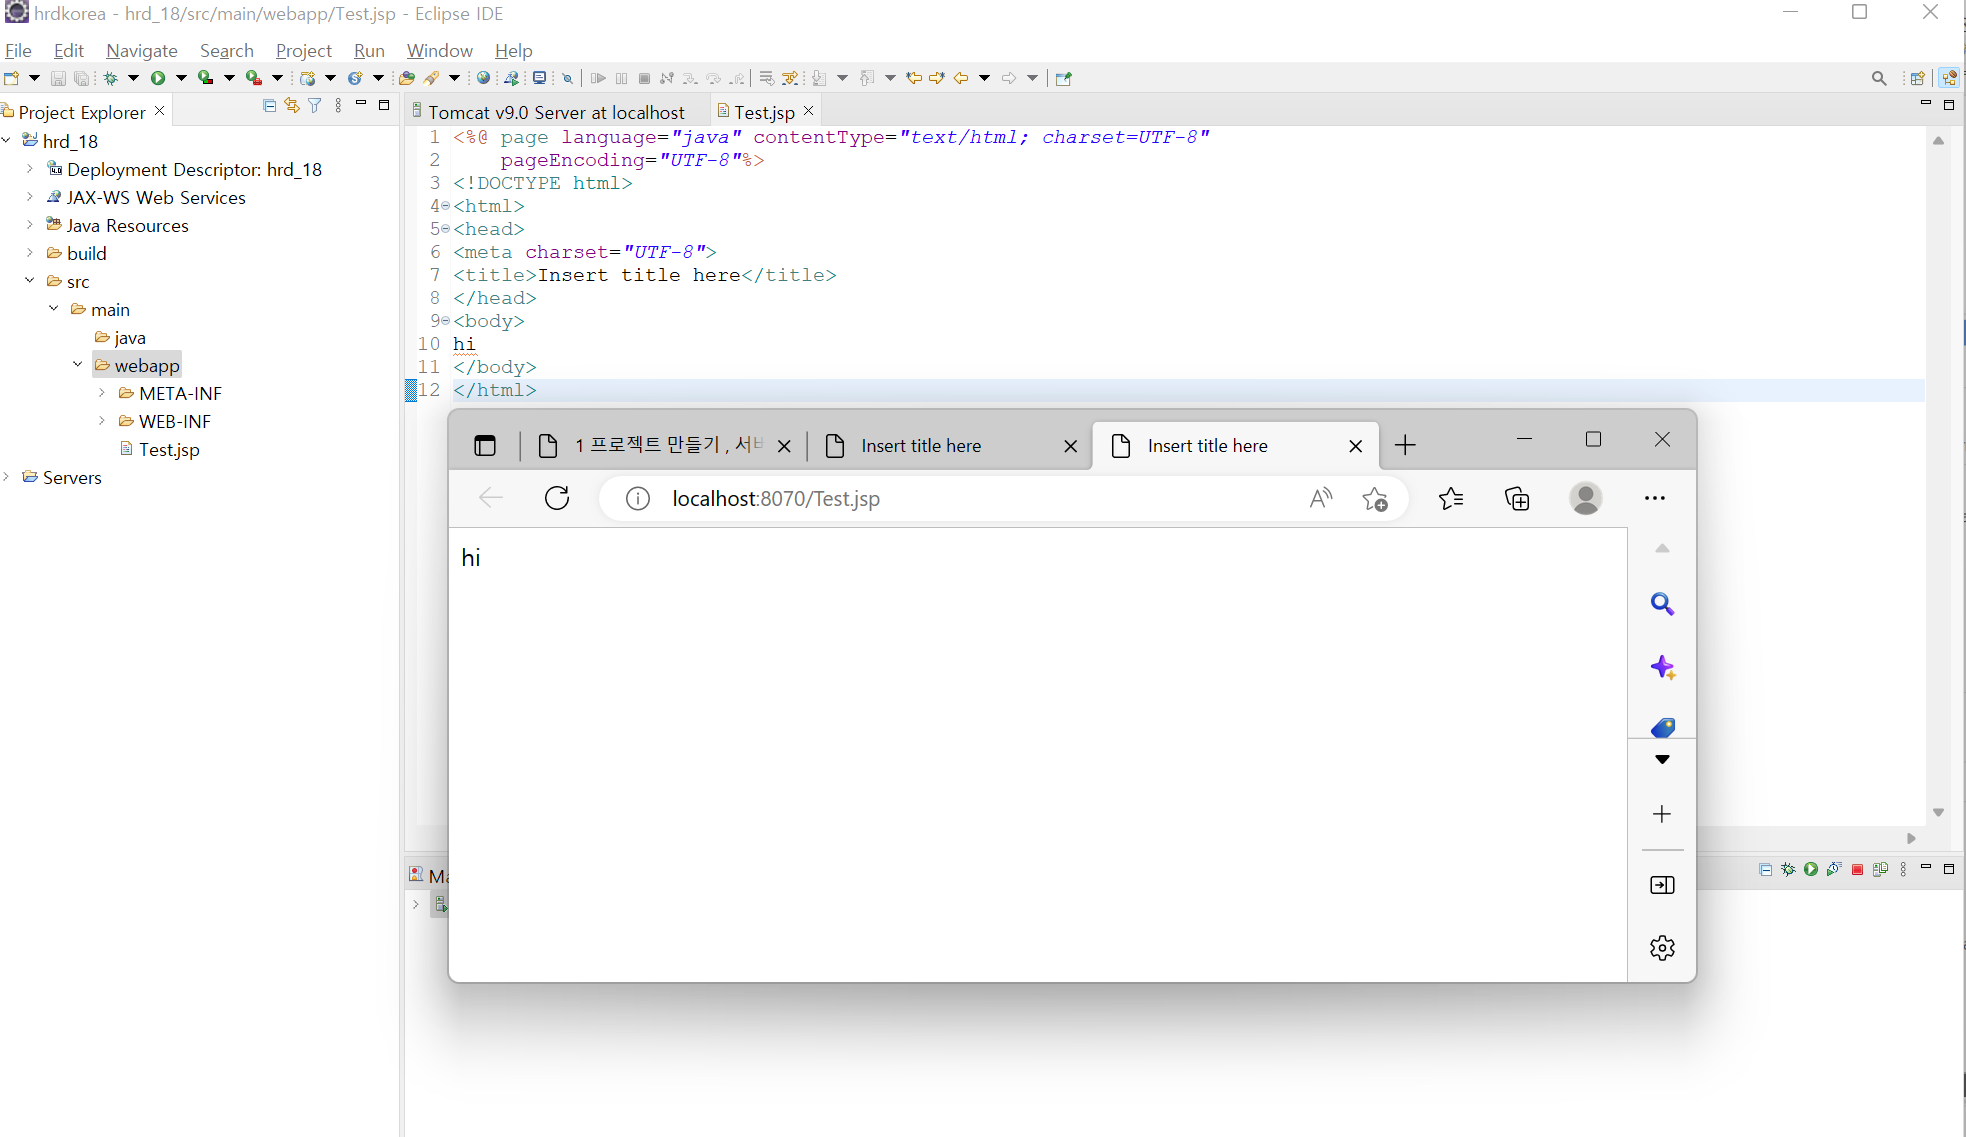 hrdkorea - hrd_18/src/main/webapp/Test.jsp - Eclipse IDE
File Edit Navigate Search Project Run Window Help
Project Explorer
hrd_18
Deployment Descriptor: hrd_18
JAX-WS Web Services
Java Resources
build
src
main
java
webapp
META-INF
WEB-INF
Test.jsp
Servers
Tomcat v9.0 Server at localhost
Test.jsp
1 <%@ page language="java" contentType="text/html; charset=UTF-8"
2 pageEncoding="UTF-8"%>
3 <!DOCTYPE html>
4 <html>
5 <head>
6 <meta charset="UTF-8">
7 <title>Insert title here</title>
8 </head>
9 <body>
10 hi
11 </body>
12 </html>
1 프로젝트 만들기 , 서
Insert title here
Insert title here
localhost:8070/Test.jsp
hi